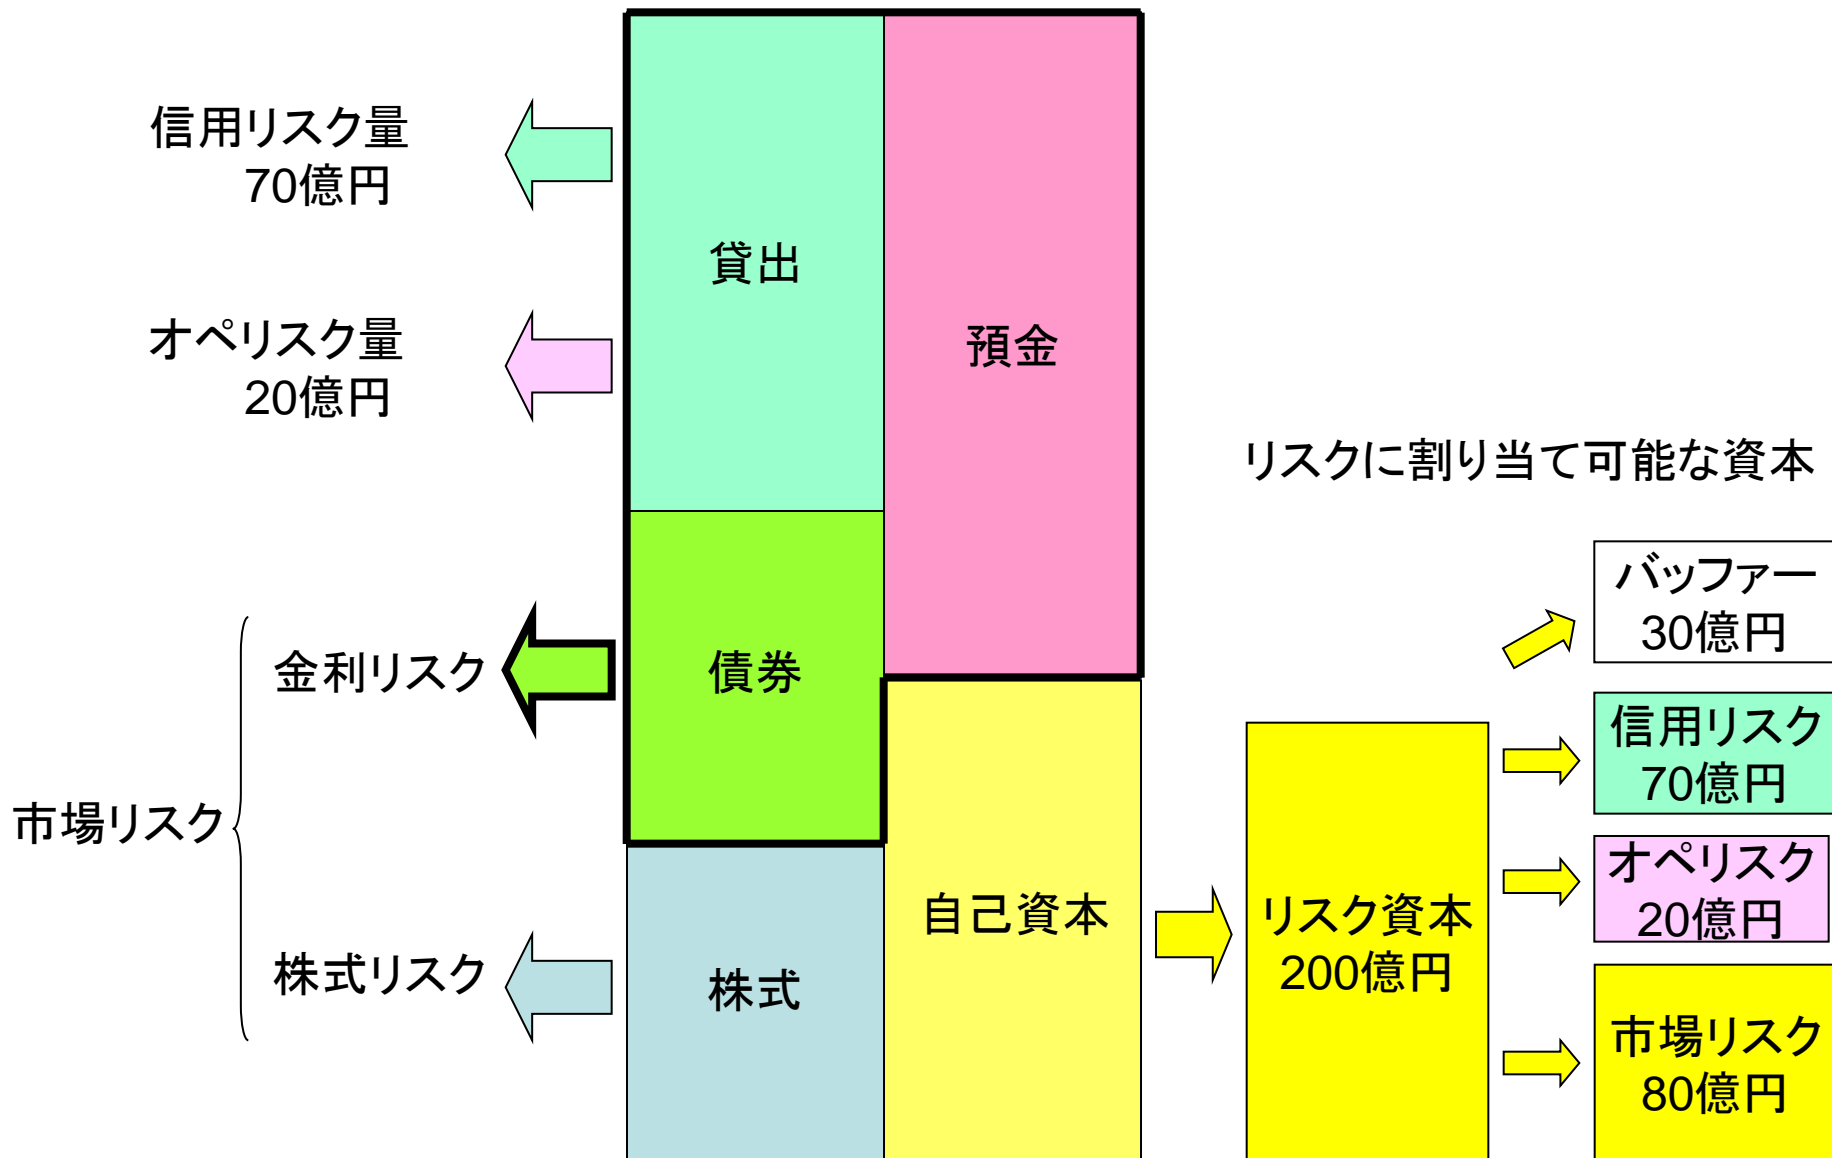 信用リスク量
70億円
オペリスク量
20億円
市場リスク
金利リスク
株式リスク
貸出
債券
株式
預金
自己資本
リスク資本
200億円
リスクに割り当て可能な資本
バッファー
30億円
信用リスク
70億円
オペリスク
20億円
市場リスク
80億円